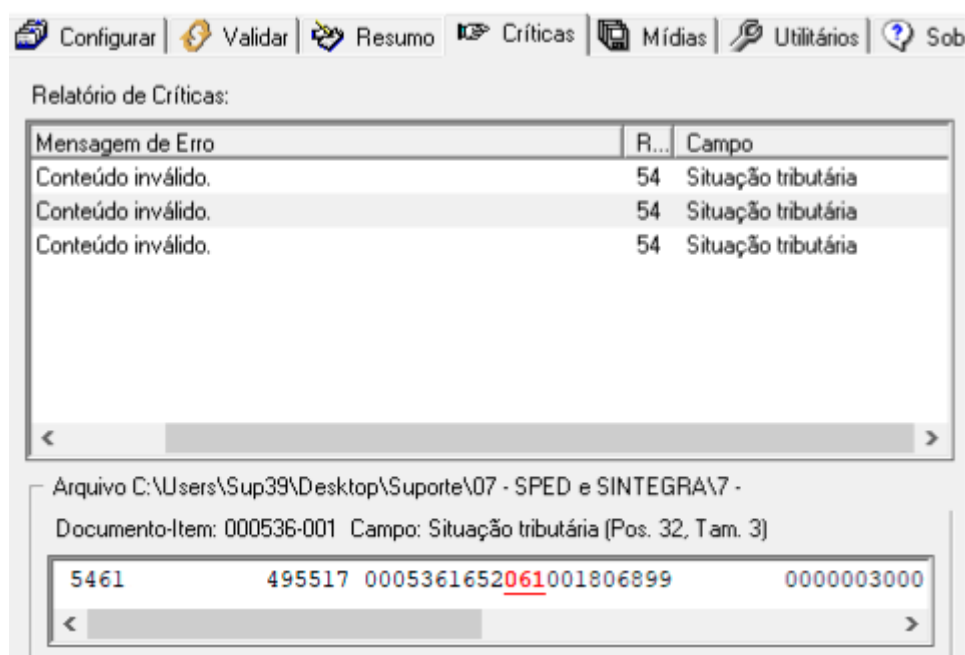 Configurar Validar Resumo Críticas Mídias Utilitários Sob
Relatório de Críticas:
Mensagem de Erro R... Campo
Conteúdo inválido. 54 Situação tributária
Conteúdo inválido. 54 Situação tributária
Conteúdo inválido. 54 Situação tributária
Arquivo C:\Users\Sup39\Desktop\Suporte\07 - SPED e SINTEGRA\7 -
Documento-Item: 000536-001 Campo: Situação tributária (Pos. 32, Tam. 3)
5461 495517 0005361652061001806899 0000003000